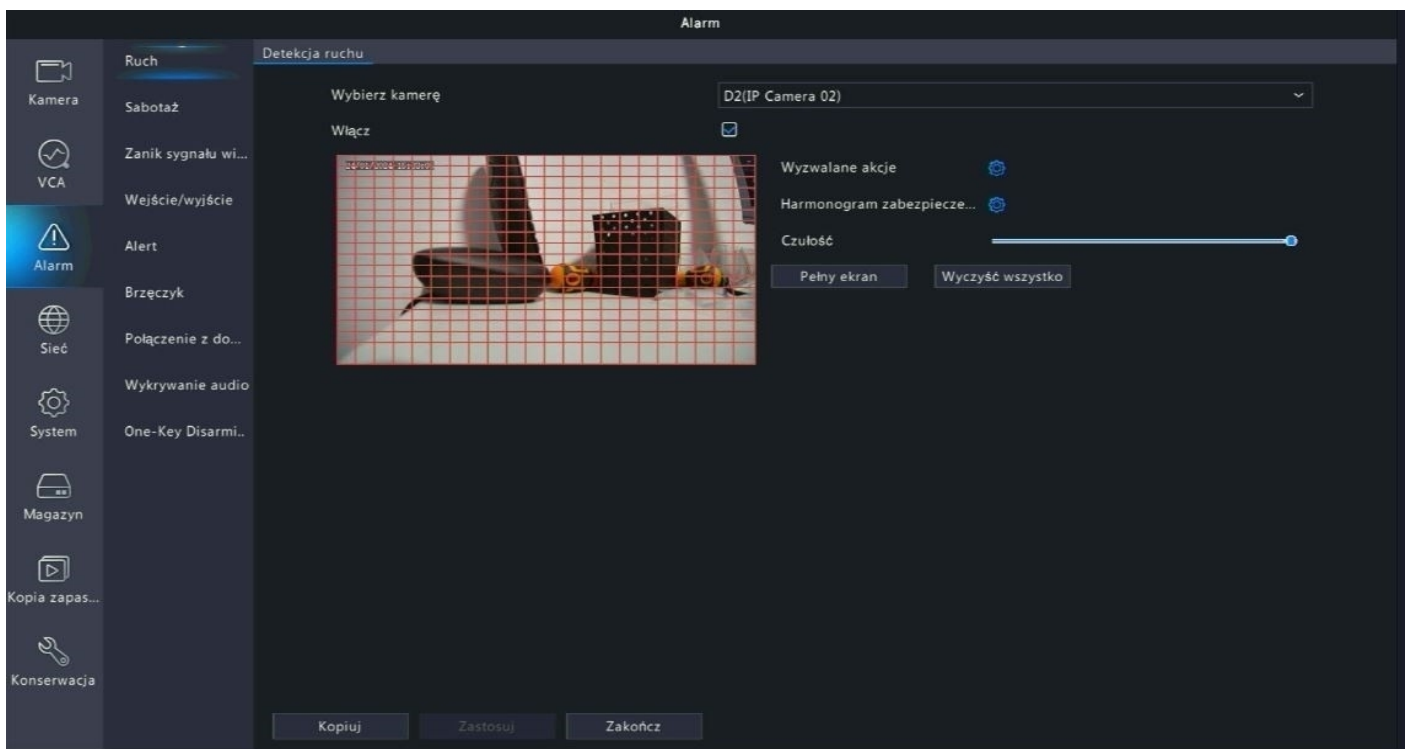 Alarm
Kamera
VCA
Alarm
Sieć
System
Magazyn
Kopia zapas...
Konserwacja
Ruch
Sabotaż
Zanik sygnału wi...
Wejście/wyjście
Alert
Brzęczyk
Połączenie z do...
Wykrywanie audio
One-Key Disarmi..
Detekcja ruchu
Wybierz kamerę
D2(IP Camera 02)
Włącz
Wyzwalane akcje
Harmonogram zabezpiecze...
Czułość
Pełny ekran
Wyczyść wszystko
Kopiuj
Zastosuj
Zakończ